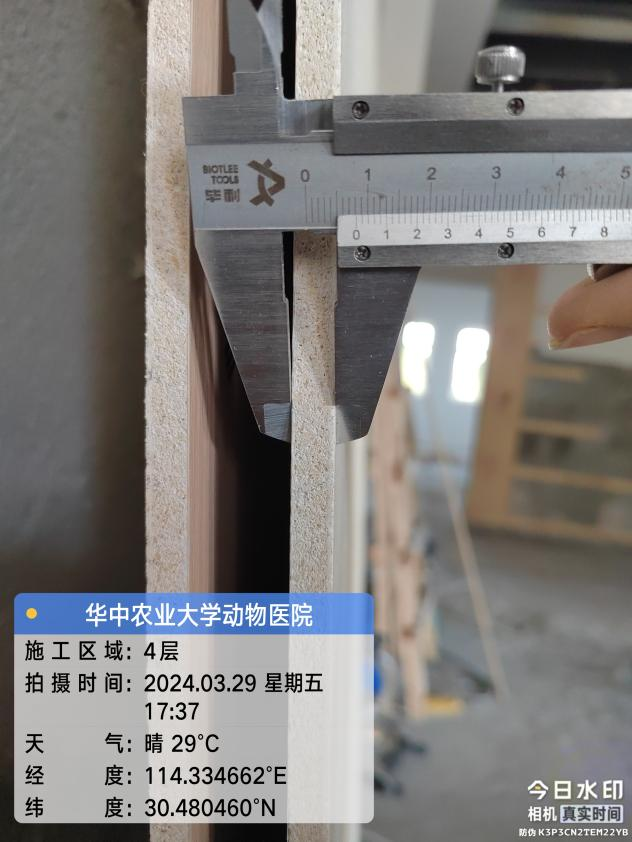 BIOTLEE
TOOLS
华利
0 1 2 3 4 5
0 1 2 3 4 5 6 7 8
华中农业大学动物医院
施工区域: 4层
拍摄时间: 2024.03.29 星期五
17:37
天气: 晴 29°C
经度: 114.334662°E
纬度: 30.480460°N
今日水印
相机 真实时间
防伪 K3P3CN2TEM22YB